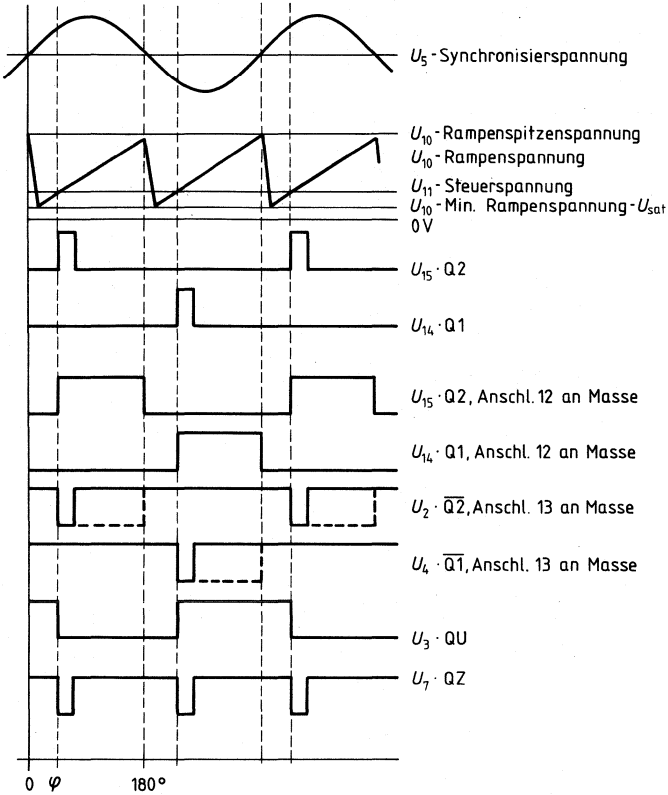 U₅-Synchronisierspannung
U₁₀-Rampenspitzenspannung
U₁₀-Rampenspannung
U₁₁-Steuerspannung
U₁₀-Min. Rampenspannung-Usat
0V
U₁₅·Q2
U₁₄·Q1
U₁₅·Q2, Anschl.12 an Masse
U₁₄·Q1, Anschl.12 an Masse
U₂·Q̅2̅, Anschl. 13 an Masse
U₄·Q̅1̅, Anschl. 13 an Masse
U₃·QU
U₇·QZ
0 φ 180°